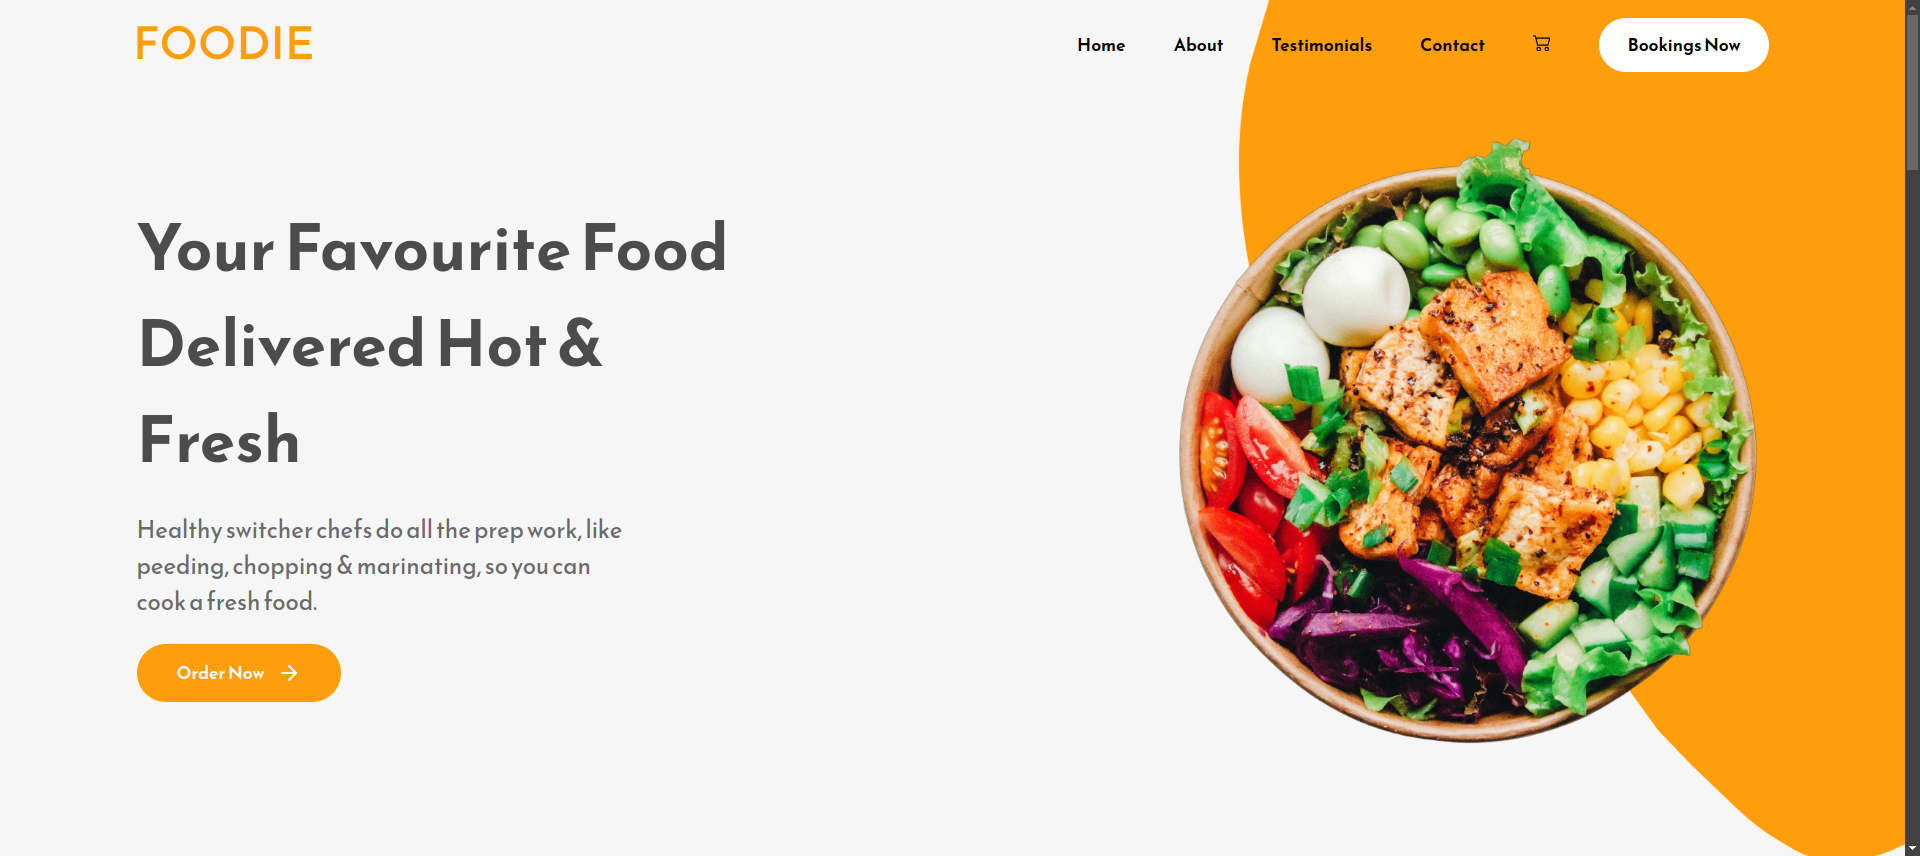 FOODIE
Home About Testimonials Contact Bookings Now
Your Favourite Food
Delivered Hot &
Fresh
Healthy switcher chefs do all the prep work, like
peeding, chopping & marinating, so you can
cook a fresh food.
Order Now